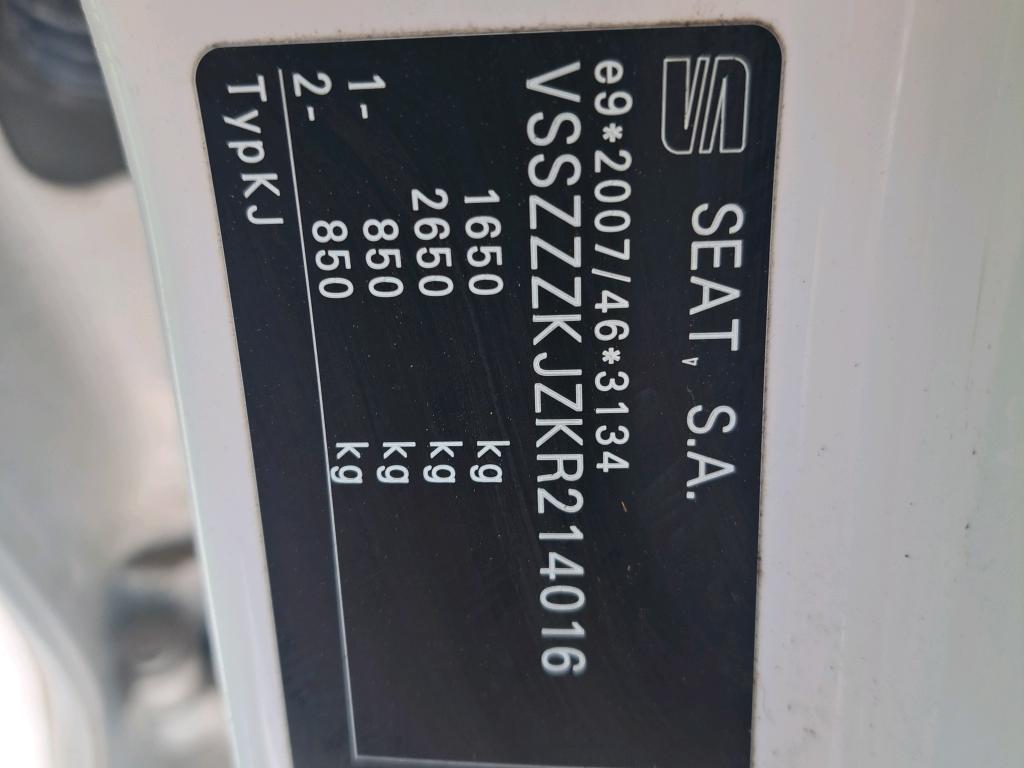 SEAT, S.A.
e9*2007/46*3134
VSSZZZKJZKR214016
1650 kg
2650 kg
1- 850 kg
2- 850 kg
TypKJ